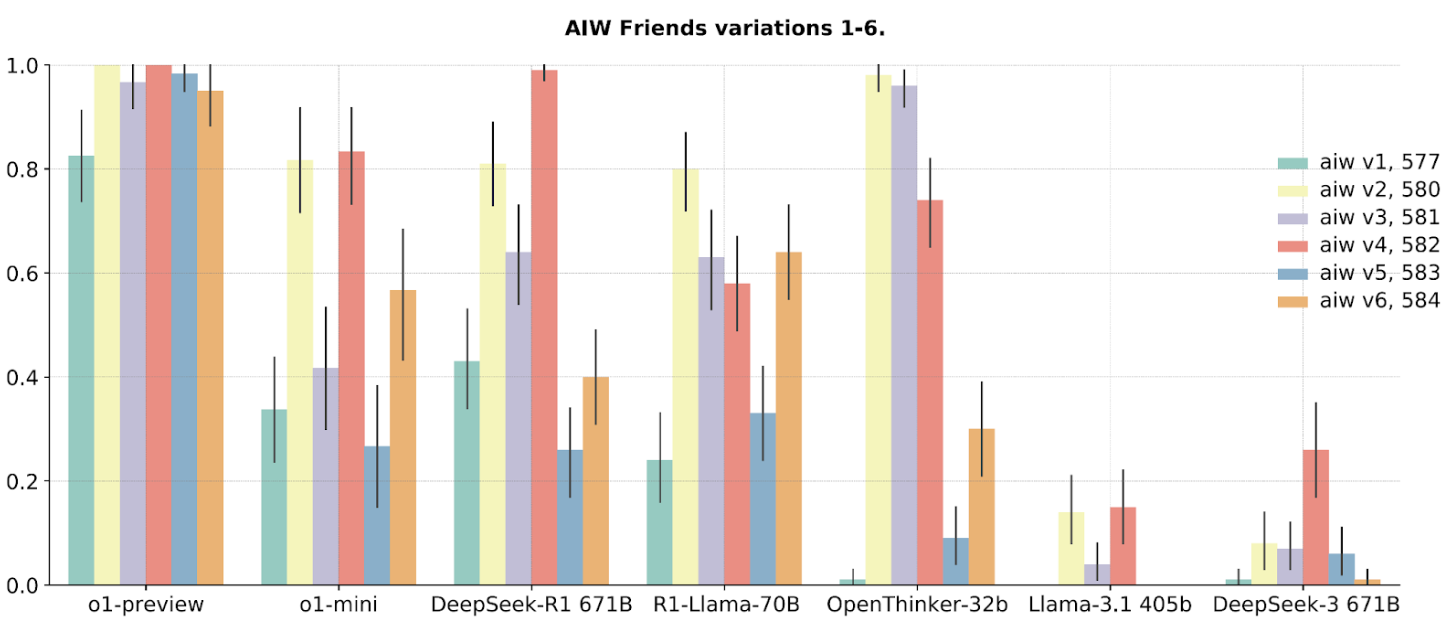 AIW Friends variations 1-6.
1.0
0.8
0.6
0.4
0.2
0.0
aiw v1, 577
aiw v2, 580
aiw v3, 581
aiw v4, 582
aiw v5, 583
aiw v6, 584
o1-preview o1-mini DeepSeek-R1 671B R1-Llama-70B OpenThinker-32b Llama-3.1 405b DeepSeek-3 671B